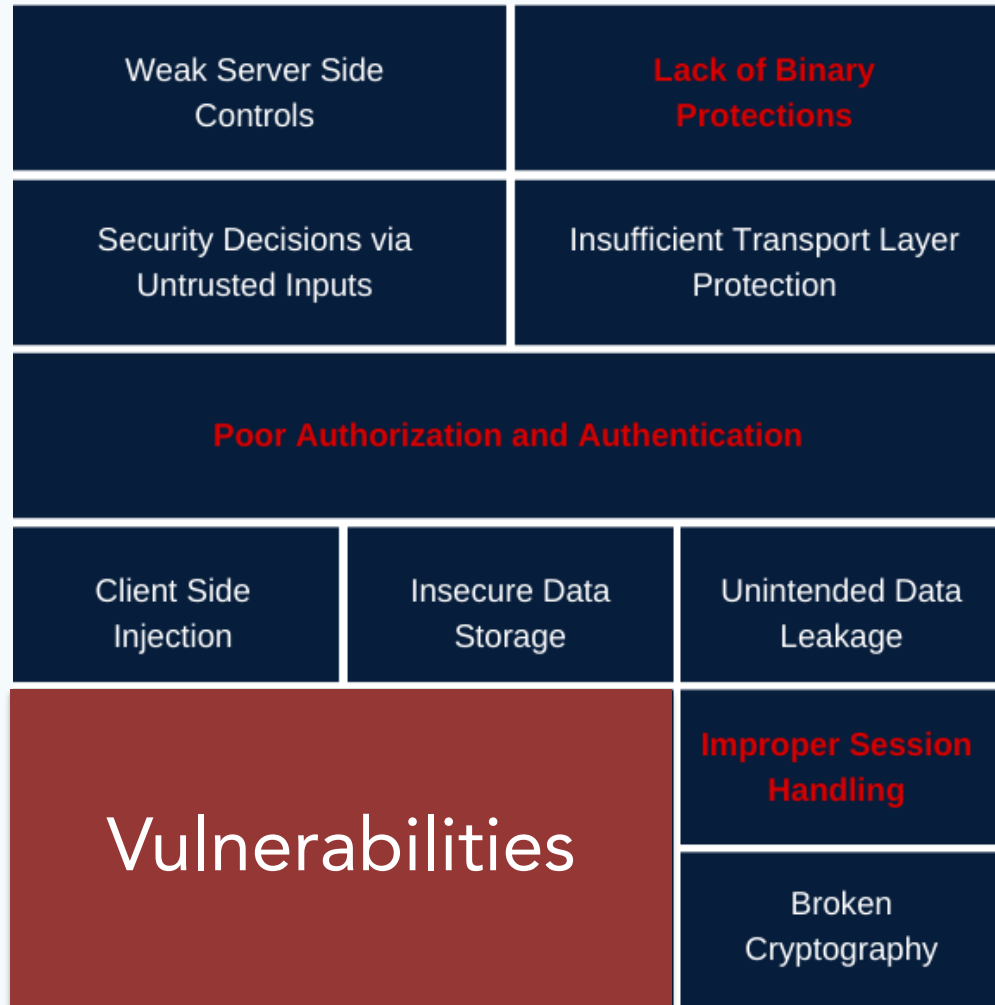 Weak Server Side
Controls
Lack of Binary
Protections
Security Decisions via
Untrusted Inputs
Insufficient Transport Layer
Protection
Poor Authorization and Authentication
Client Side
Injection
Insecure Data
Storage
Unintended Data
Leakage
Vulnerabilities
Improper Session
Handling
Broken
Cryptography